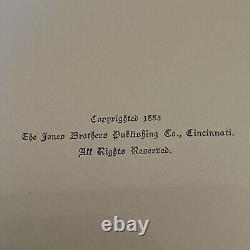 Copyrighted 1885
The Jones Brothers Publishing Co., Cincinnati.
All Rights Reserved.